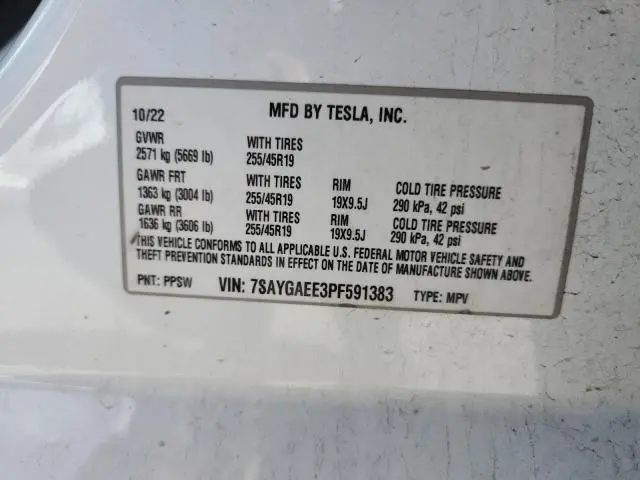 10/22 MFD BY TESLA, INC.
GVWR WITH TIRES
2571 kg (5669 lb) 255/45R19
GAWR FRT WITH TIRES RIM COLD TIRE PRESSURE
1363 kg (3004 lb) 255/45R19 19X9.5J 290 kPa, 42 psi
GAWR RR WITH TIRES RIM COLD TIRE PRESSURE
1636 kg (3606 lb) 255/45R19 19X9.5J 290 kPa, 42 psi
THIS VEHICLE CONFORMS TO ALL APPLICABLE U.S. FEDERAL MOTOR VEHICLE SAFETY AND
THEFT PREVENTION STANDARDS IN EFFECT ON THE DATE OF MANUFACTURE SHOWN ABOVE.
PNT: PPSW VIN: 7SAYGAEE3PF591383 TYPE: MPV